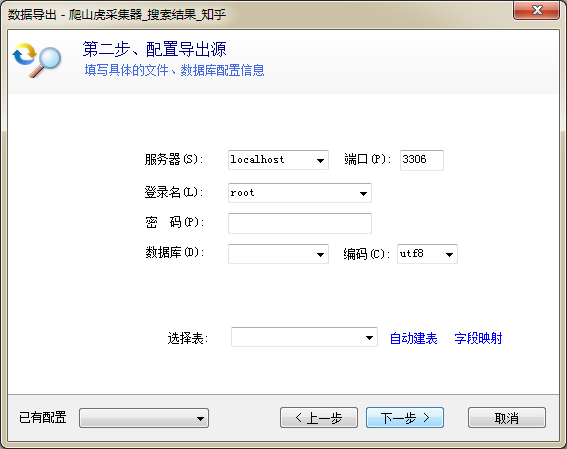 数据导出 - 爬山虎采集器_搜索结果_知乎
第二步、配置导出源
填写具体的文件、数据库配置信息
服务器(S): localhost 端口(P): 3306
登录名(L): root
密 码(P):
数据库(D): 编码(C): utf8
选择表: 自动建表 字段映射
已有配置 < 上一步 下一步 > 取消